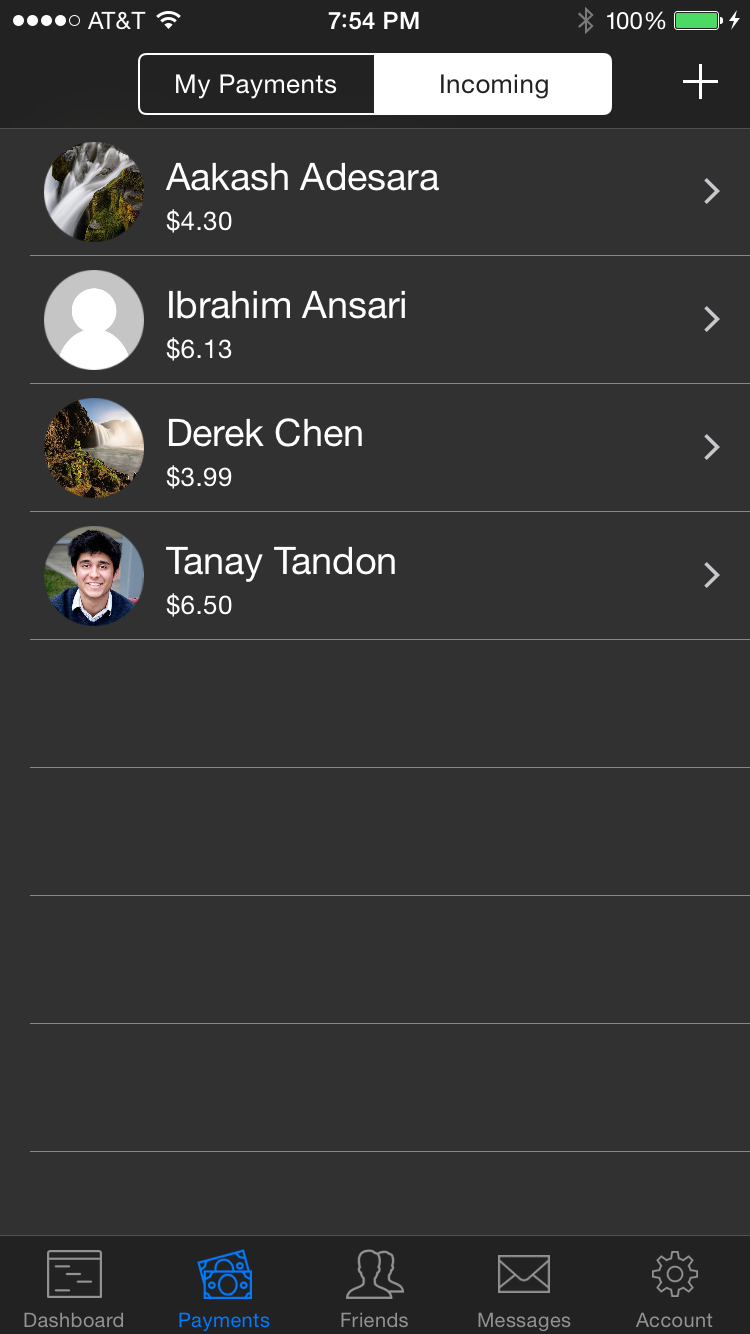 AT&T 7:54 PM 100%
My Payments Incoming
Aakash Adesara
$4.30
Ibrahim Ansari
$6.13
Derek Chen
$3.99
Tanay Tandon
$6.50
Dashboard Payments Friends Messages Account